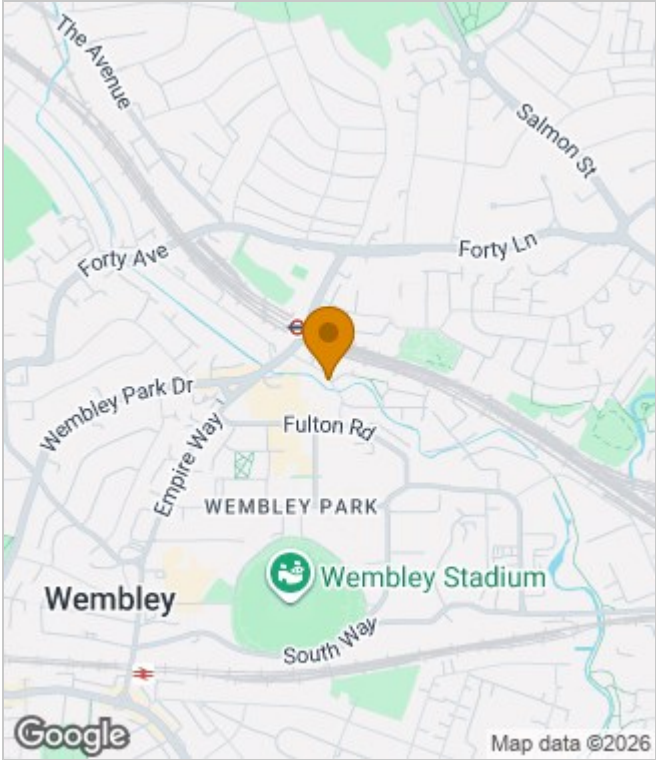 The Avenue
Salmon St
Forty Ave
Forty Ln
Wembley Park Dr
Fulton Rd
Empire Way
WEMBLEY PARK
Wembley Stadium
Wembley
South Way
Google
Map data ©2026